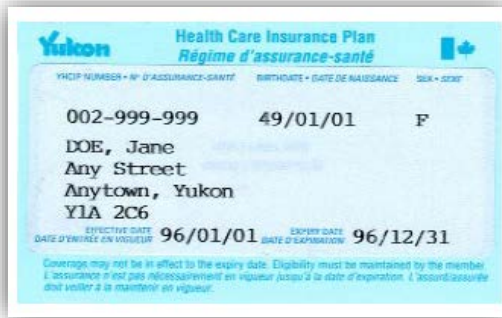 Yukon
Health Care Insurance Plan
Régime d'assurance-santé
YHCIP NUMBER • Nº D'ASSURANCE-SANTÉ BIRTHDATE • DATE DE NAISSANCE SEX • SEXE
002-999-999 49/01/01 F
DOE, Jane
Any Street
Anytown, Yukon
Y1A 2C6
EFFECTIVE DATE EXPIRY DATE
DATE D'ENTRÉE EN VIGUEUR 96/01/01 DATE D'EXPIRATION 96/12/31
Coverage may not be in effect to the expiry date. Eligibility must be maintained by the member.
L'assurance n'est pas nécessairement en vigueur jusqu'à la date d'expiration. L'assuré/assurée
doit veiller à la maintenir en vigueur.